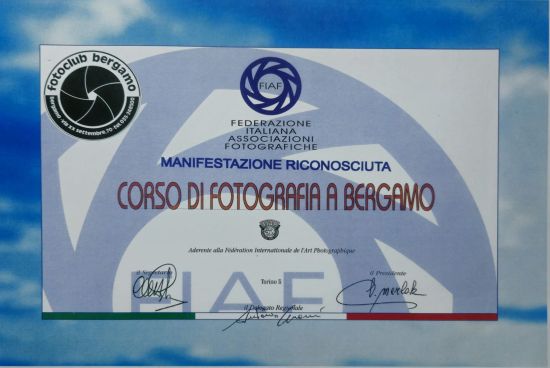 fotoclub bergamo
FIAF
FEDERAZIONE
ITALIANA
ASSOCIAZIONI
FOTOGRAFICHE
MANIFESTAZIONE RICONOSCIUTA
CORSO DI FOTOGRAFIA A BERGAMO
Aderente alla Fédération Internationale de l'Art Photographique
il Segretario
Torino lì
il Presidente
FIAF
il Delegato Regionale